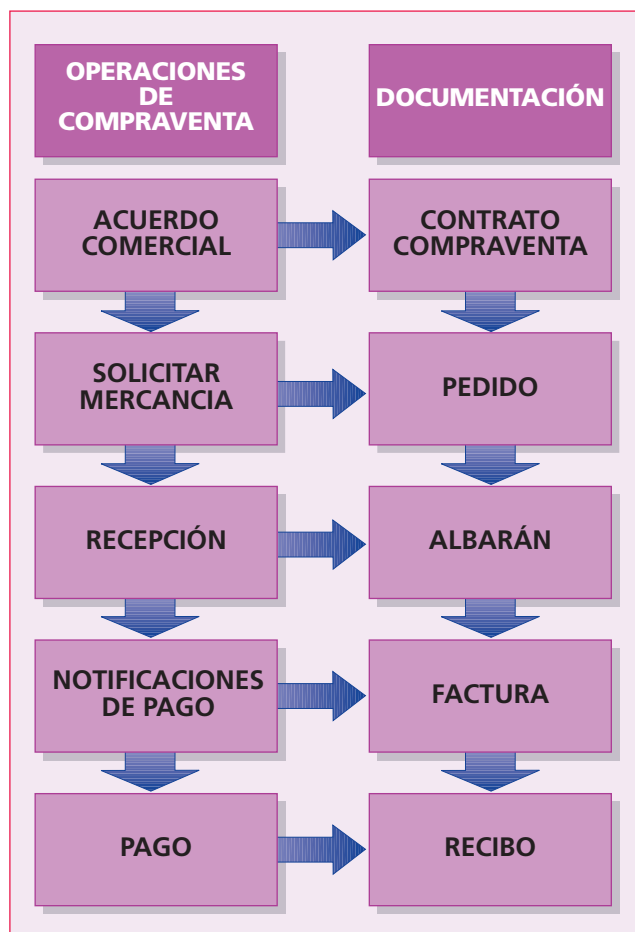 OPERACIONES
DE
COMPRAVENTA
DOCUMENTACIÓN
ACUERDO
COMERCIAL
CONTRATO
COMPRAVENTA
SOLICITAR
MERCANCIA
PEDIDO
RECEPCIÓN
ALBARÁN
NOTIFICACIONES
DE PAGO
FACTURA
PAGO
RECIBO